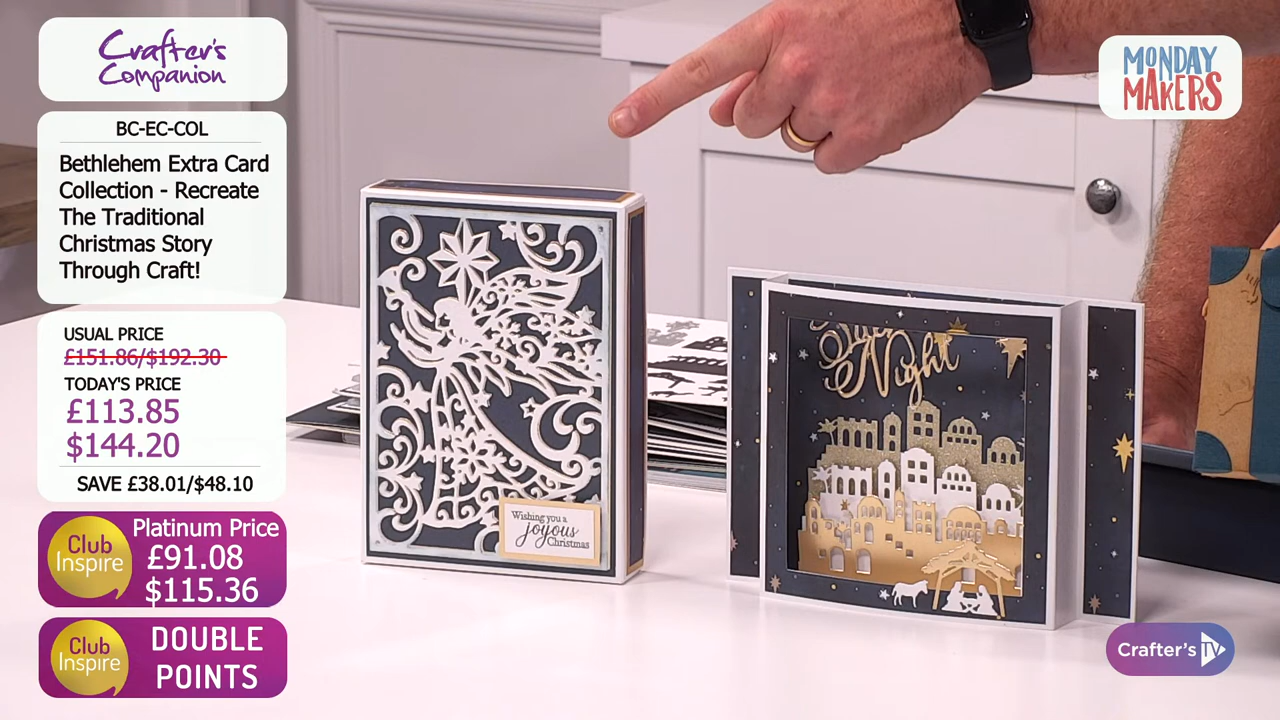 Crafter's
Companion
BC-EC-COL
Bethlehem Extra Card
Collection - Recreate
The Traditional
Christmas Story
Through Craft!
USUAL PRICE
£151.86/$192.30
TODAY'S PRICE
£113.85
$144.20
SAVE £38.01/$48.10
Club
Inspire
Platinum Price
£91.08
$115.36
Club
Inspire
DOUBLE
POINTS
MONDAY
MAKERS
Wishing you a
joyous
Christmas
Night
Crafter's TV